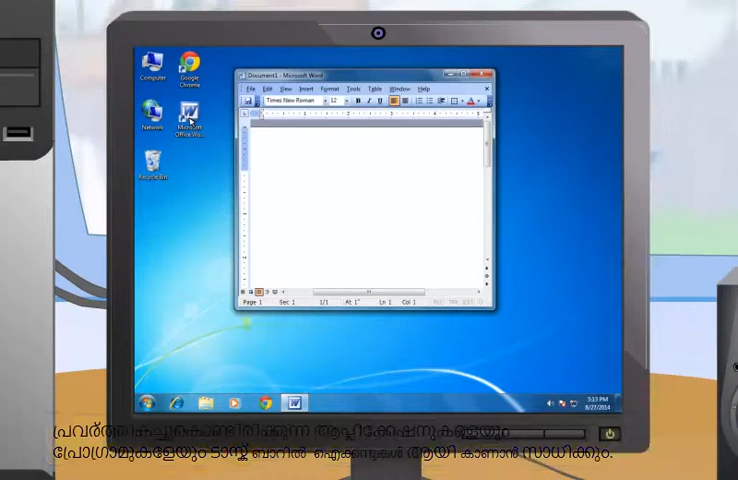 Document1 - Microsoft Word
File Edit View Insert Format Tools Table Window Help
Times New Roman 12 B I U
Computer
Google Chrome
Network
Microsoft Office Wo...
Recycle Bin
Page 1 Sec 1 1/1 At 1" Ln 1 Col 1
5:13 PM
8/27/2014
പ്രവർത്തികച്ചുകൊണ്ടിരിക്കുന്ന ആപ്ലിക്കേഷനുകളേയും
പ്രോഗ്രാമുകളേയും ടാസ്ക് ബാറിൽ ഐക്കണുകൾ ആയി കാണാൻ സാധിക്കും.